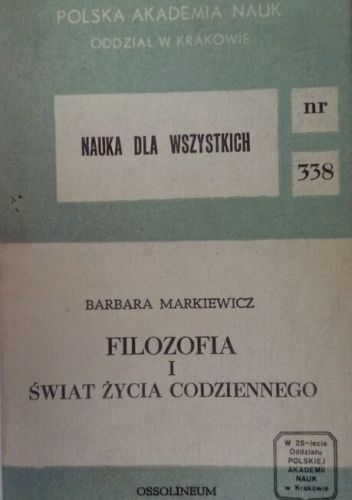 POLSKA AKADEMIA NAUK
ODDZIAŁ W KRAKOWIE
nr
NAUKA DLA WSZYSTKICH
338
BARBARA MARKIEWICZ
FILOZOFIA
I
ŚWIAT ŻYCIA CODZIENNEGO
W 25-lecie
Oddziału
POLSKIEJ
AKADEMII
NAUK
w Krakowie
OSSOLINEUM